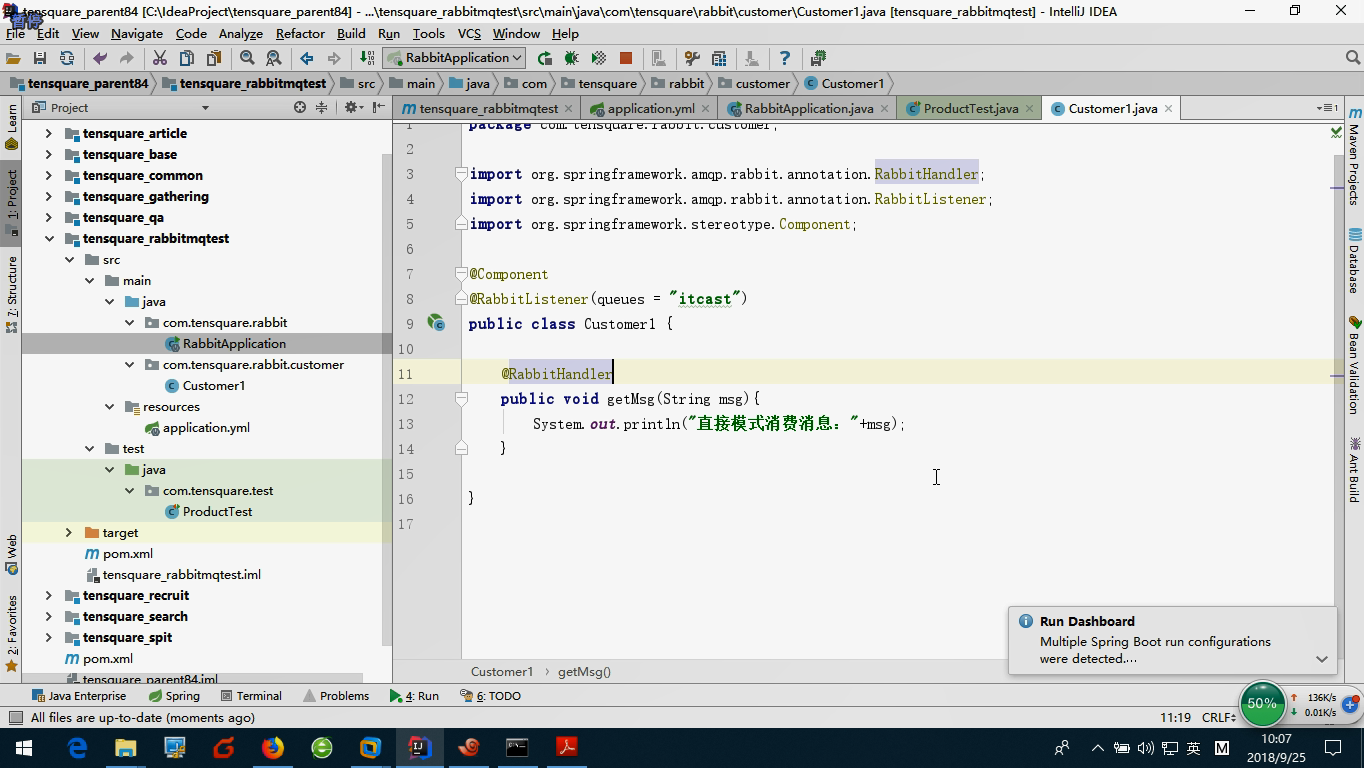 tensquare_parent84 [C:\IdeaProject\tensquare_parent84] - ...\tensquare_rabbitmqtest\src\main\java\com\tensquare\rabbit\customer\Customer1.java [tensquare_rabbitmqtest] - IntelliJ IDEA
暂停
File Edit View Navigate Code Analyze Refactor Build Run Tools VCS Window Help
RabbitApplication
tensquare_parent84 tensquare_rabbitmqtest src main java com tensquare rabbit customer Customer1
Project
tensquare_rabbitmqtest application.yml RabbitApplication.java ProductTest.java Customer1.java
1
Learn
1: Project
7: Structure
Web
2: Favorites
tensquare_article
tensquare_base
tensquare_common
tensquare_gathering
tensquare_qa
tensquare_rabbitmqtest
src
main
java
com.tensquare.rabbit
RabbitApplication
com.tensquare.rabbit.customer
Customer1
resources
application.yml
test
java
com.tensquare.test
ProductTest
target
pom.xml
tensquare_rabbitmqtest.iml
tensquare_recruit
tensquare_search
tensquare_spit
pom.xml
tensquare_parent84.iml
1 package com.tensquare.rabbit.customer;
2
3 import org.springframework.amqp.rabbit.annotation.RabbitHandler;
4 import org.springframework.amqp.rabbit.annotation.RabbitListener;
5 import org.springframework.stereotype.Component;
6
7 @Component
8 @RabbitListener(queues = "itcast")
9 public class Customer1 {
10
11 @RabbitHandler
12 public void getMsg(String msg){
13 System.out.println("直接模式消费消息："+msg);
14 }
15
16 }
17
Maven Projects
Database
Bean Validation
Ant Build
Run Dashboard
Multiple Spring Boot run configurations
were detected....
Customer1 › getMsg()
Java Enterprise Spring Terminal Problems 4: Run 6: TODO
50%
136K/s
0.01K/s
All files are up-to-date (moments ago)
11:19 CRLF
英 M
10:07
2018/9/25